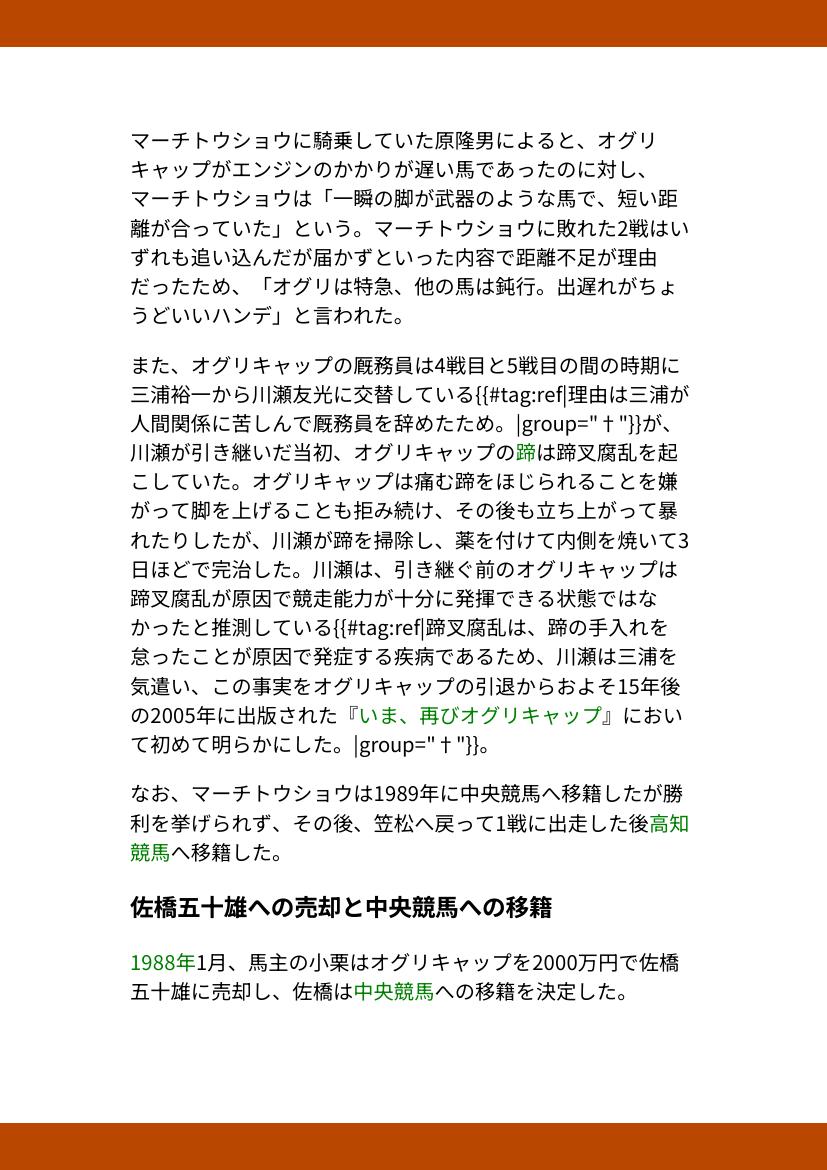 マーチトウショウに騎乗していた原隆男によると、オグリ
キャップがエンジンのかかりが遅い馬であったのに対し、
マーチトウショウは「一瞬の脚が武器のような馬で、短い距
離が合っていた」という。マーチトウショウに敗れた2戦はい
ずれも追い込んだが届かずといった内容で距離不足が理由
だったため、「オグリは特急、他の馬は鈍行。出遅れがちょ
うどいいハンデ」と言われた。
また、オグリキャップの厩務員は4戦目と5戦目の間の時期に
三浦裕一から川瀬友光に交替している{{#tag:ref|理由は三浦が
人間関係に苦しんで厩務員を辞めたため。|group="†"}}が、
川瀬が引き継いだ当初、オグリキャップの蹄は蹄叉腐乱を起
こしていた。オグリキャップは痛む蹄をほじられることを嫌
がって脚を上げることも拒み続け、その後も立ち上がって暴
れたりしたが、川瀬が蹄を掃除し、薬を付けて内側を焼いて3
日ほどで完治した。川瀬は、引き継ぐ前のオグリキャップは
蹄叉腐乱が原因で競走能力が十分に発揮できる状態ではな
かったと推測している{{#tag:ref|蹄叉腐乱は、蹄の手入れを
怠ったことが原因で発症する疾病であるため、川瀬は三浦を
気遣い、この事実をオグリキャップの引退からおよそ15年後
の2005年に出版された『いま、再びオグリキャップ』におい
て初めて明らかにした。|group="†"}}。
なお、マーチトウショウは1989年に中央競馬へ移籍したが勝
利を挙げられず、その後、笠松へ戻って1戦に出走した後高知
競馬へ移籍した。
佐橋五十雄への売却と中央競馬への移籍
1988年1月、馬主の小栗はオグリキャップを2000万円で佐橋
五十雄に売却し、佐橋は中央競馬への移籍を決定した。